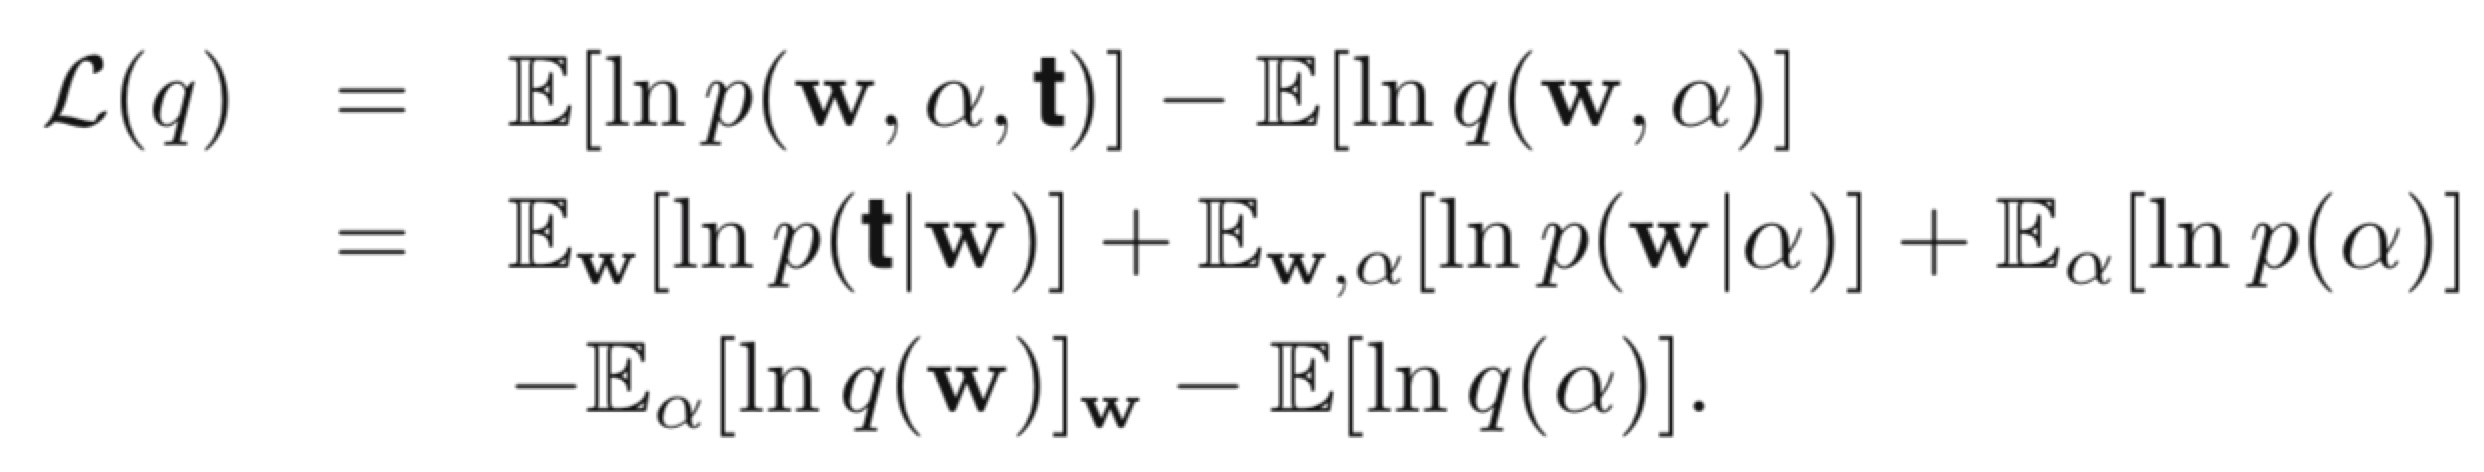 ℒ(q) = 𝔼[ln p(𝐰, α, 𝘁)] − 𝔼[ln q(𝐰, α)]
= 𝔼_𝐰[ln p(𝘁|𝐰)] + 𝔼_{𝐰,α}[ln p(𝐰|α)] + 𝔼_α[ln p(α)]
−𝔼_α[ln q(𝐰)]_𝐰 − 𝔼[ln q(α)].